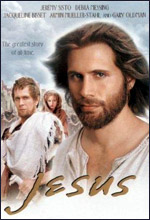 JEREMY SISTO · DEBRA MESSING
JACQUELINE BISSET · ARMIN MUELLER-STAHL · AND GARY OLDMAN
The greatest story
of all time.
Jesus